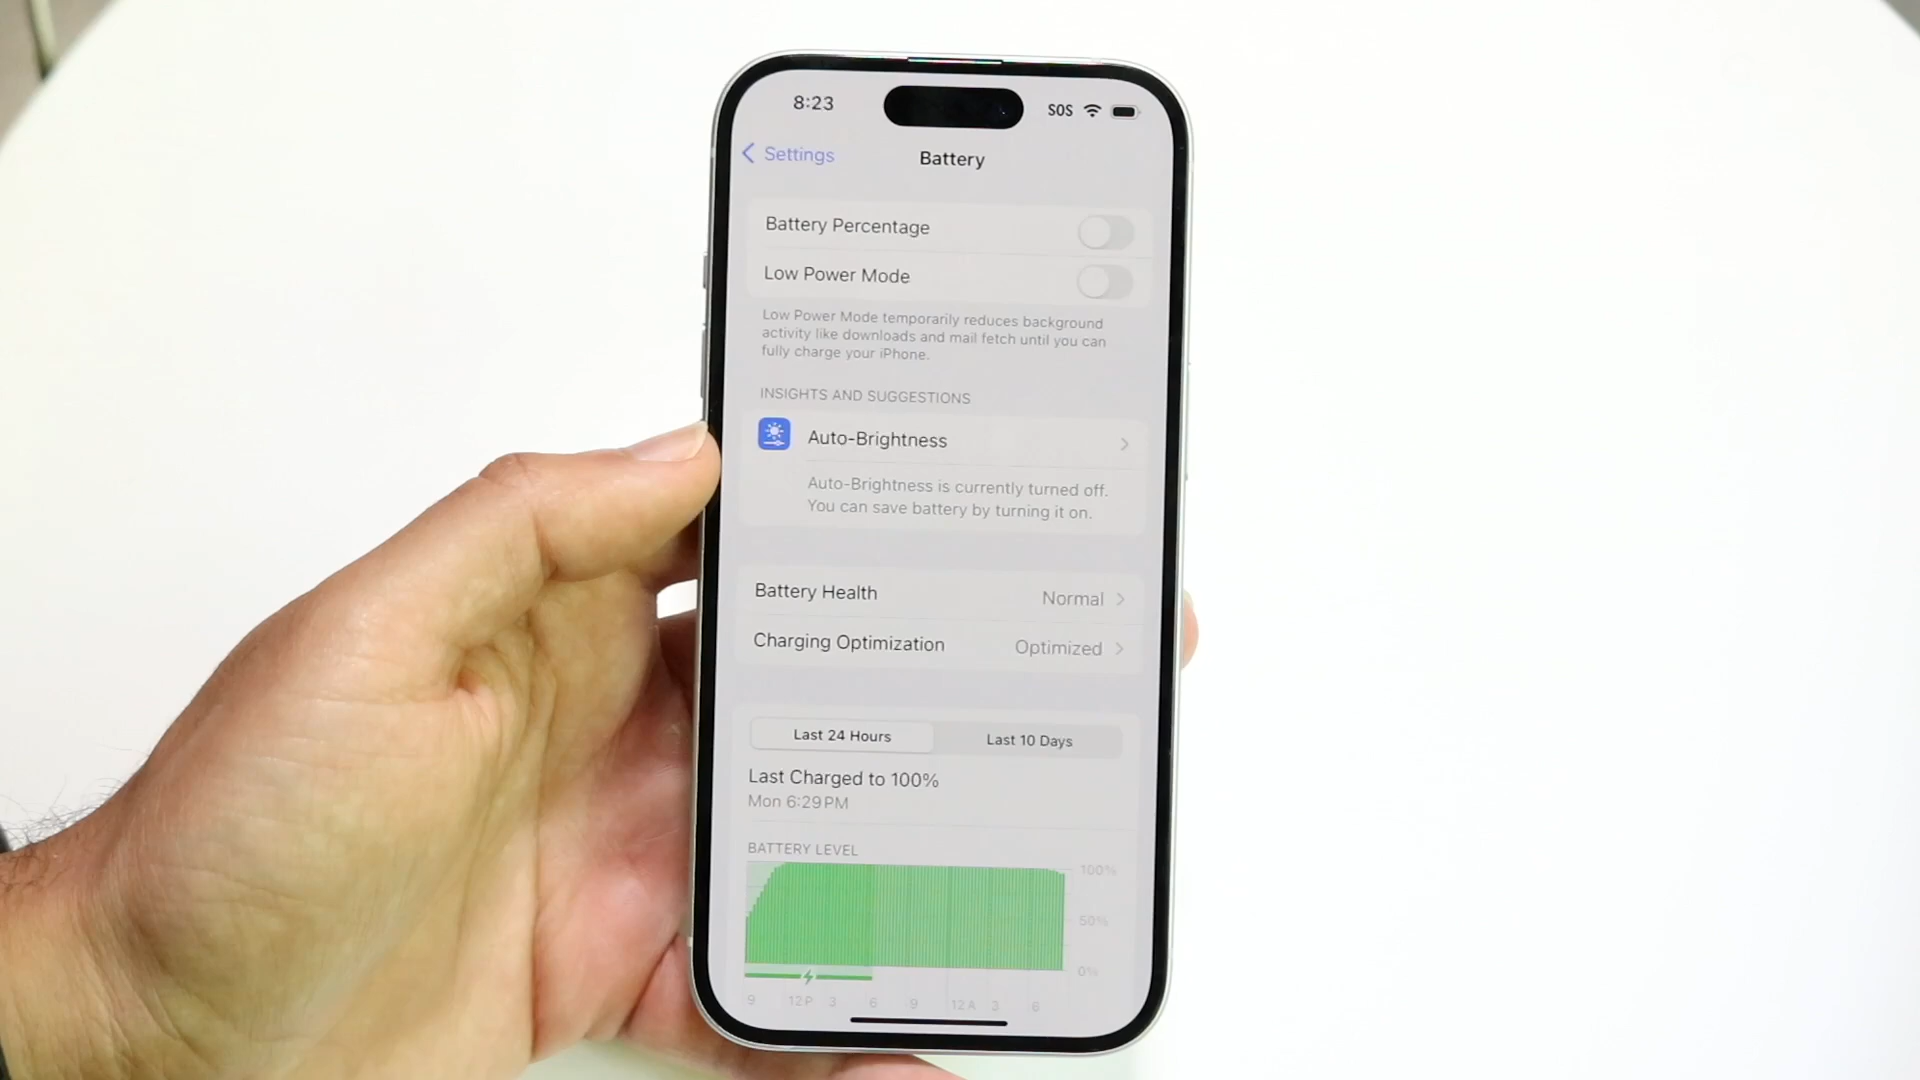 8:23
SOS
Settings
Battery
Battery Percentage
Low Power Mode
Low Power Mode temporarily reduces background
activity like downloads and mail fetch until you can
fully charge your iPhone.
INSIGHTS AND SUGGESTIONS
Auto-Brightness
Auto-Brightness is currently turned off.
You can save battery by turning it on.
Battery Health Normal
Charging Optimization Optimized
Last 24 Hours Last 10 Days
Last Charged to 100%
Mon 6:29 PM
BATTERY LEVEL
100%
50%
0%
9 12 P 3 6 9 12 A 3 6